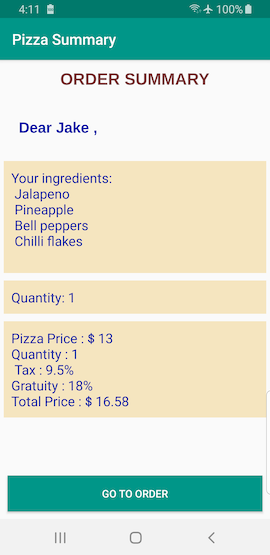 4:11 100%
Pizza Summary
ORDER SUMMARY
Dear Jake ,
Your ingredients:
Jalapeno
Pineapple
Bell peppers
Chilli flakes
Quantity: 1
Pizza Price : $ 13
Quantity : 1
Tax : 9.5%
Gratuity : 18%
Total Price : $ 16.58
GO TO ORDER